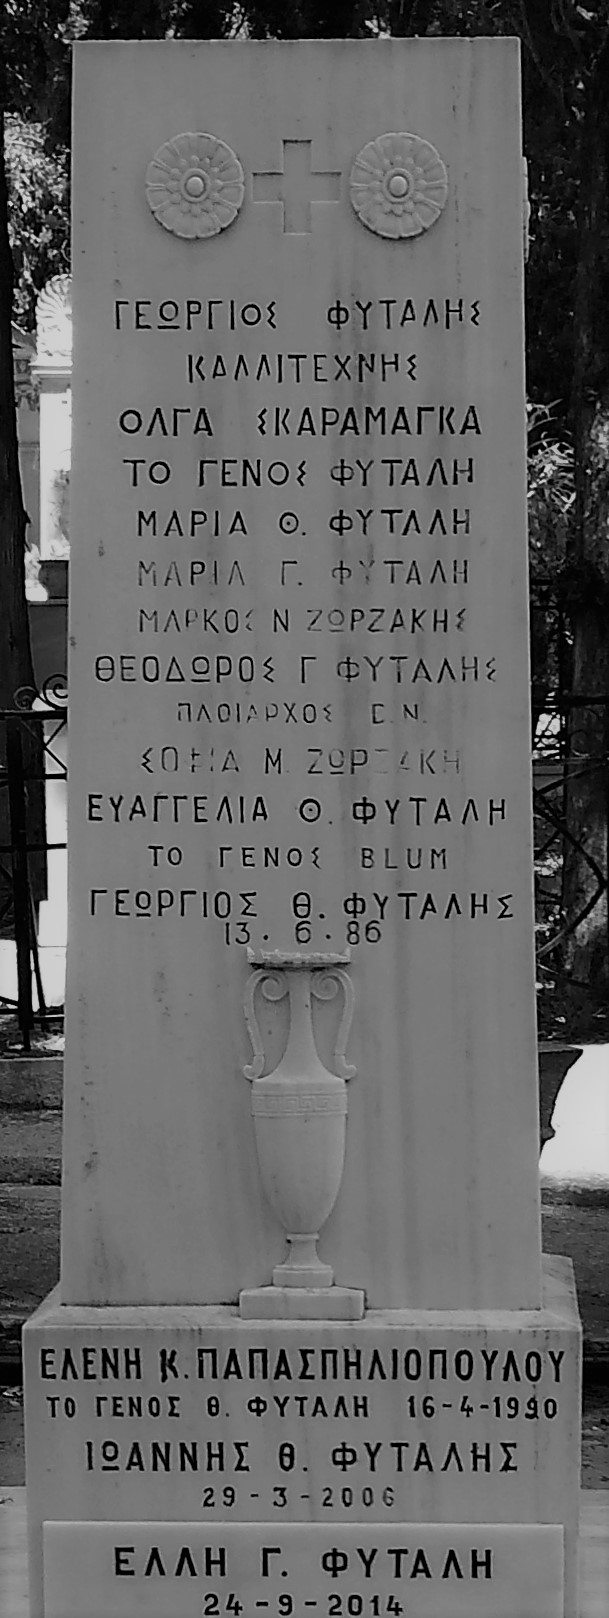 ΓΕΩΡΓΙΟΣ ΦΥΤΑΛΗΣ
ΚΑΛΛΙΤΕΧΝΗΣ
ΟΛΓΑ ΣΚΑΡΑΜΑΓΚΑ
ΤΟ ΓΕΝΟΣ ΦΥΤΑΛΗ
ΜΑΡΙΑ Θ. ΦΥΤΑΛΗ
ΜΑΡΙΑ Γ. ΦΥΤΑΛΗ
ΜΑΡΚΟΣ Ν ΖΩΡΖΑΚΗΣ
ΘΕΟΔΩΡΟΣ Γ ΦΥΤΑΛΗΣ
ΠΛΟΙΑΡΧΟΣ Ε.Ν.
ΣΟΦΙΑ Μ. ΖΩΡΖΑΚΗ
ΕΥΑΓΓΕΛΙΑ Θ. ΦΥΤΑΛΗ
ΤΟ ΓΕΝΟΣ BLUM
ΓΕΩΡΓΙΟΣ Θ. ΦΥΤΑΛΗΣ
13.6.86
ΕΛΕΝΗ Κ. ΠΑΠΑΣΠΗΛΙΟΠΟΥΛΟΥ
ΤΟ ΓΕΝΟΣ Θ. ΦΥΤΑΛΗ 16-4-1990
ΙΩΑΝΝΗΣ Θ. ΦΥΤΑΛΗΣ
29-3-2006
ΕΛΛΗ Γ. ΦΥΤΑΛΗ
24-9-2014